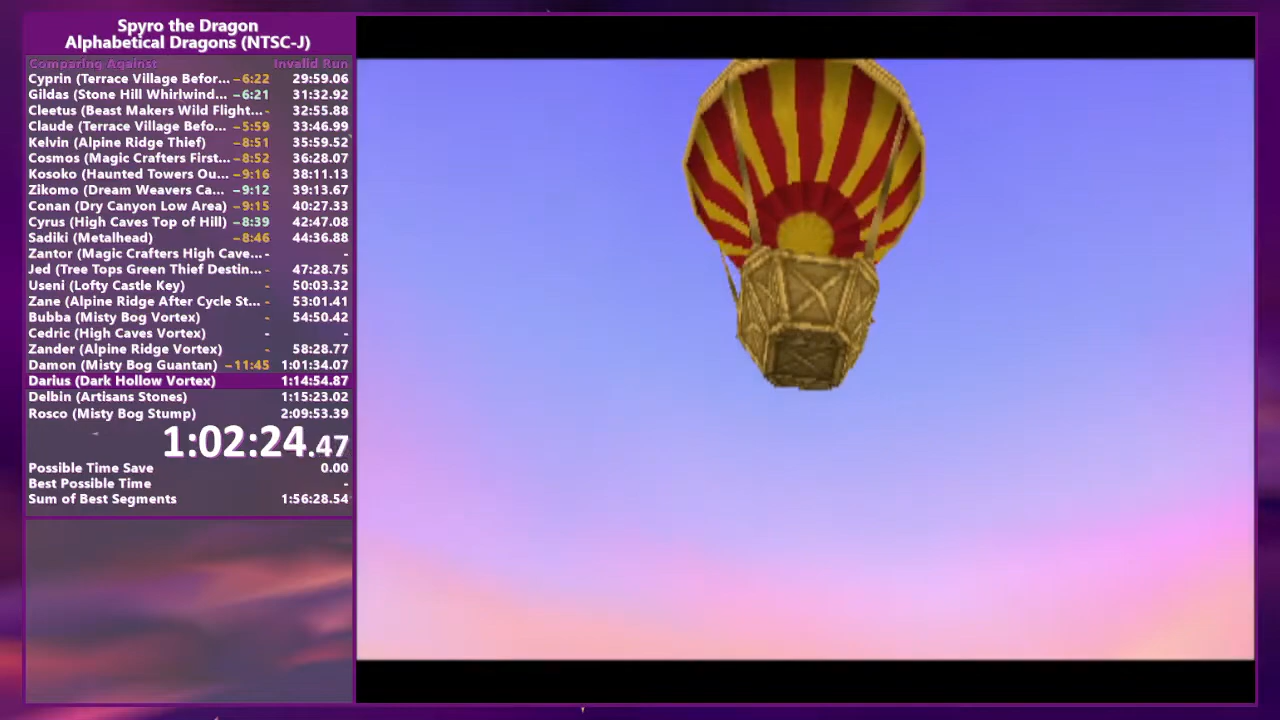 Spyro the Dragon
Alphabetical Dragons (NTSC-J)
Comparing Against Invalid Run
Cyprin (Terrace Village Befor... −6:22 29:59.06
Gildas (Stone Hill Whirlwind... −6:21 31:32.92
Cleetus (Beast Makers Wild Flight... - 32:55.88
Claude (Terrace Village Befo... −5:59 33:46.99
Kelvin (Alpine Ridge Thief) −8:51 35:59.52
Cosmos (Magic Crafters First... −8:52 36:28.07
Kosoko (Haunted Towers Ou... −9:16 38:11.13
Zikomo (Dream Weavers Ca... −9:12 39:13.67
Conan (Dry Canyon Low Area) −9:15 40:27.33
Cyrus (High Caves Top of Hill) −8:39 42:47.08
Sadiki (Metalhead) −8:46 44:36.88
Zantor (Magic Crafters High Cave... - -
Jed (Tree Tops Green Thief Destin... - 47:28.75
Useni (Lofty Castle Key) - 50:03.32
Zane (Alpine Ridge After Cycle St... - 53:01.41
Bubba (Misty Bog Vortex) - 54:50.42
Cedric (High Caves Vortex) - -
Zander (Alpine Ridge Vortex) - 58:28.77
Damon (Misty Bog Guantan) −11:45 1:01:34.07
Darius (Dark Hollow Vortex) 1:14:54.87
Delbin (Artisans Stones) 1:15:23.02
Rosco (Misty Bog Stump) 2:09:53.39
1:02:24.47
Possible Time Save 0.00
Best Possible Time -
Sum of Best Segments 1:56:28.54